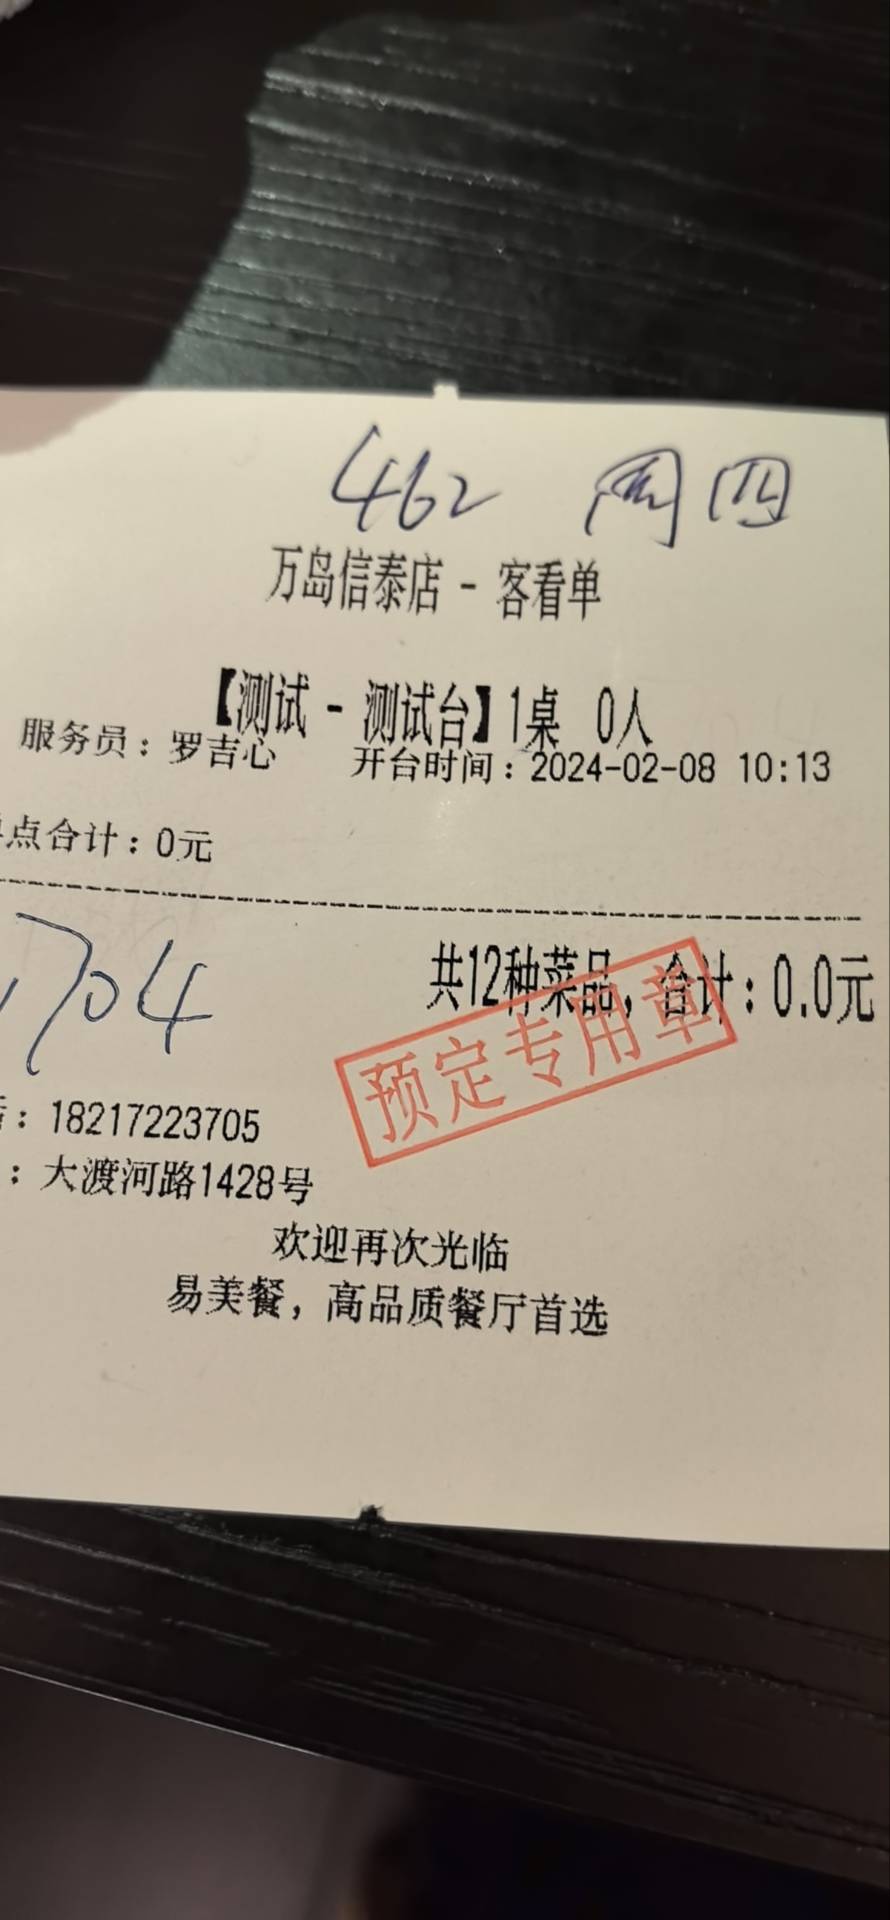 462 周四
万岛信泰店 - 客看单
【测试 - 测试台】1桌 0人
服务员：罗吉心 开台时间：2024-02-08 10:13
点合计：0元
共12种菜品，合计：0.0元
704
预定专用章
：18217223705
：大渡河路1428号
欢迎再次光临
易美餐，高品质餐厅首选